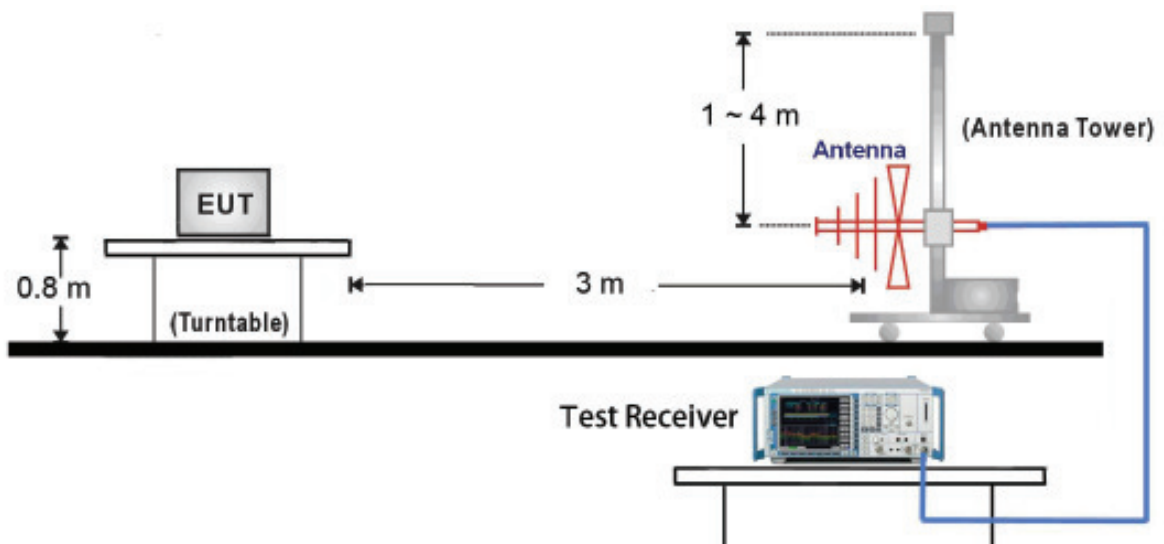 1 ~ 4 m
(Antenna Tower)
Antenna
EUT
0.8 m
3 m
(Turntable)
Test Receiver